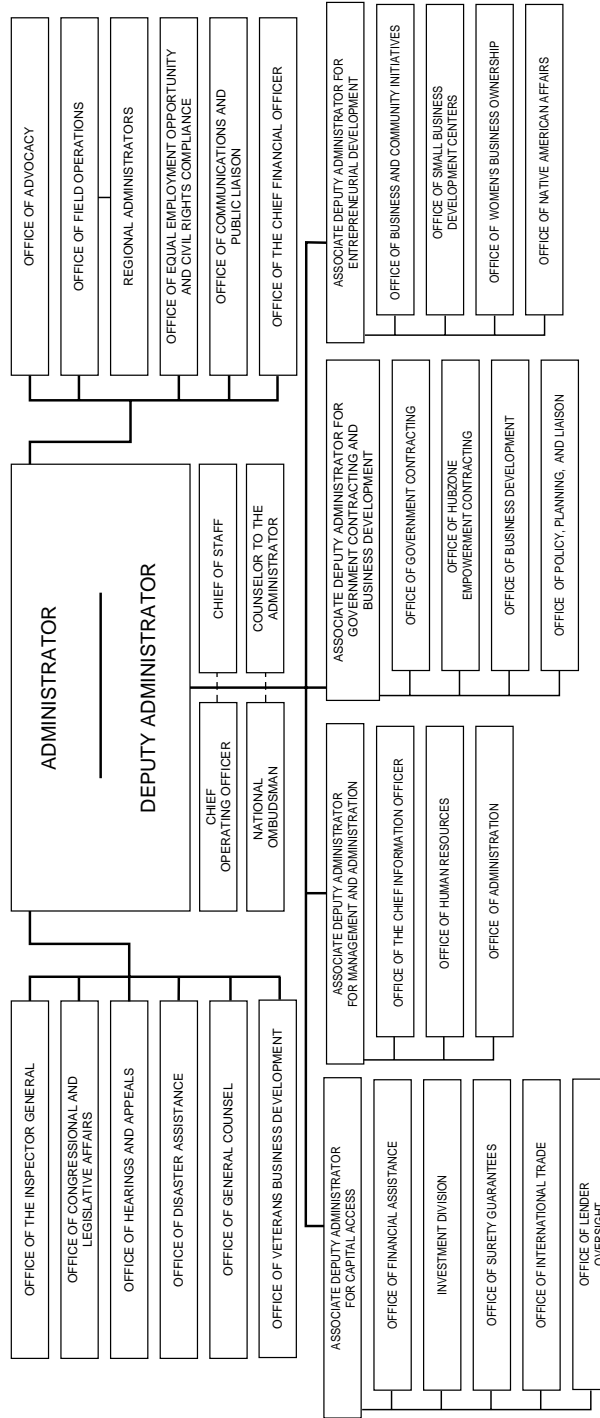 ADMINISTRATOR
DEPUTY ADMINISTRATOR
OFFICE OF THE INSPECTOR GENERAL
OFFICE OF CONGRESSIONAL AND
LEGISLATIVE AFFAIRS
OFFICE OF HEARINGS AND APPEALS
OFFICE OF DISASTER ASSISTANCE
OFFICE OF GENERAL COUNSEL
OFFICE OF VETERANS BUSINESS DEVELOPMENT
CHIEF
OPERATING OFFICER
CHIEF OF STAFF
NATIONAL
OMBUDSMAN
COUNSELOR TO THE
ADMINISTRATOR
OFFICE OF ADVOCACY
OFFICE OF FIELD OPERATIONS
REGIONAL ADMINISTRATORS
OFFICE OF EQUAL EMPLOYMENT OPPORTUNITY
AND CIVIL RIGHTS COMPLIANCE
OFFICE OF COMMUNICATIONS AND
PUBLIC LIAISON
OFFICE OF THE CHIEF FINANCIAL OFFICER
ASSOCIATE DEPUTY ADMINISTRATOR
FOR CAPITAL ACCESS
OFFICE OF FINANCIAL ASSISTANCE
INVESTMENT DIVISION
OFFICE OF SURETY GUARANTEES
OFFICE OF INTERNATIONAL TRADE
OFFICE OF LENDER
OVERSIGHT
ASSOCIATE DEPUTY ADMINISTRATOR
FOR MANAGEMENT AND ADMINISTRATION
OFFICE OF THE CHIEF INFORMATION OFFICER
OFFICE OF HUMAN RESOURCES
OFFICE OF ADMINISTRATION
ASSOCIATE DEPUTY ADMINISTRATOR FOR
GOVERNMENT CONTRACTING AND
BUSINESS DEVELOPMENT
OFFICE OF GOVERNMENT CONTRACTING
OFFICE OF HUBZONE
EMPOWERMENT CONTRACTING
OFFICE OF BUSINESS DEVELOPMENT
OFFICE OF POLICY, PLANNING, AND LIAISON
ASSOCIATE DEPUTY ADMINISTRATOR FOR
ENTREPRENEURIAL DEVELOPMENT
OFFICE OF BUSINESS AND COMMUNITY INITIATIVES
OFFICE OF SMALL BUSINESS
DEVELOPMENT CENTERS
OFFICE OF WOMEN'S BUSINESS OWNERSHIP
OFFICE OF NATIVE AMERICAN AFFAIRS